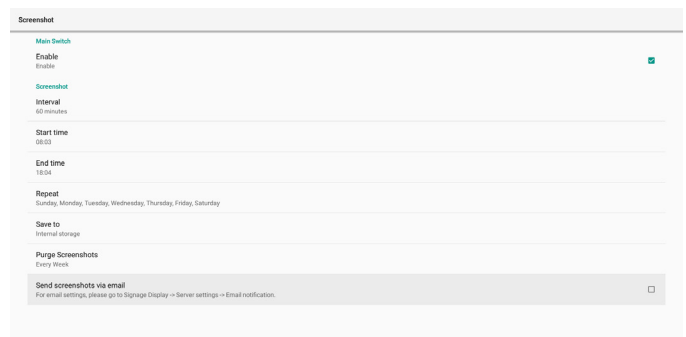 Screenshot
Main Switch
Enable
Enable
Screenshot
Interval
60 minutes
Start time
08:03
End time
18:04
Repeat
Sunday, Monday, Tuesday, Wednesday, Thursday, Friday, Saturday
Save to
Internal storage
Purge Screenshots
Every Week
Send screenshots via email
For email settings, please go to Signage Display -> Server settings -> Email notification.